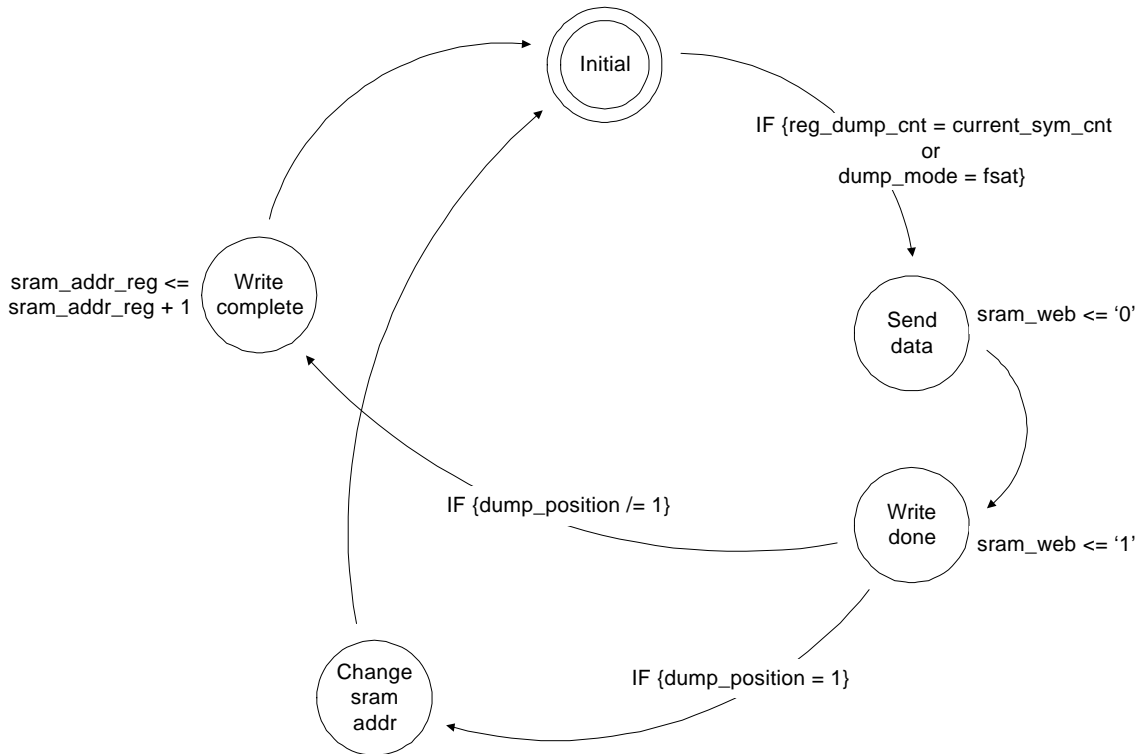 Initial
IF {reg_dump_cnt = current_sym_cnt
or
dump_mode = fsat}
Write
complete
sram_addr_reg <=
sram_addr_reg + 1
Send
data
sram_web <= ‘0’
IF {dump_position /= 1}
Write
done
sram_web <= ‘1’
Change
sram
addr
IF {dump_position = 1}